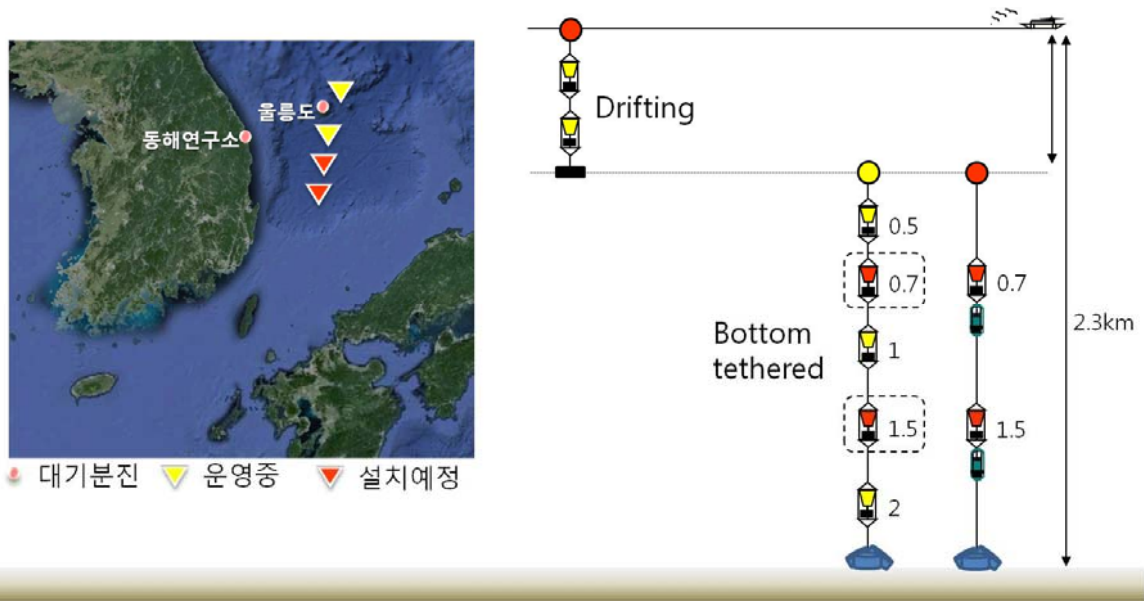 울릉도
동해연구소
대기분진 운영중 설치예정
Drifting
0.5
0.7 0.7
1
Bottom
tethered
2.3km
1.5 1.5
2